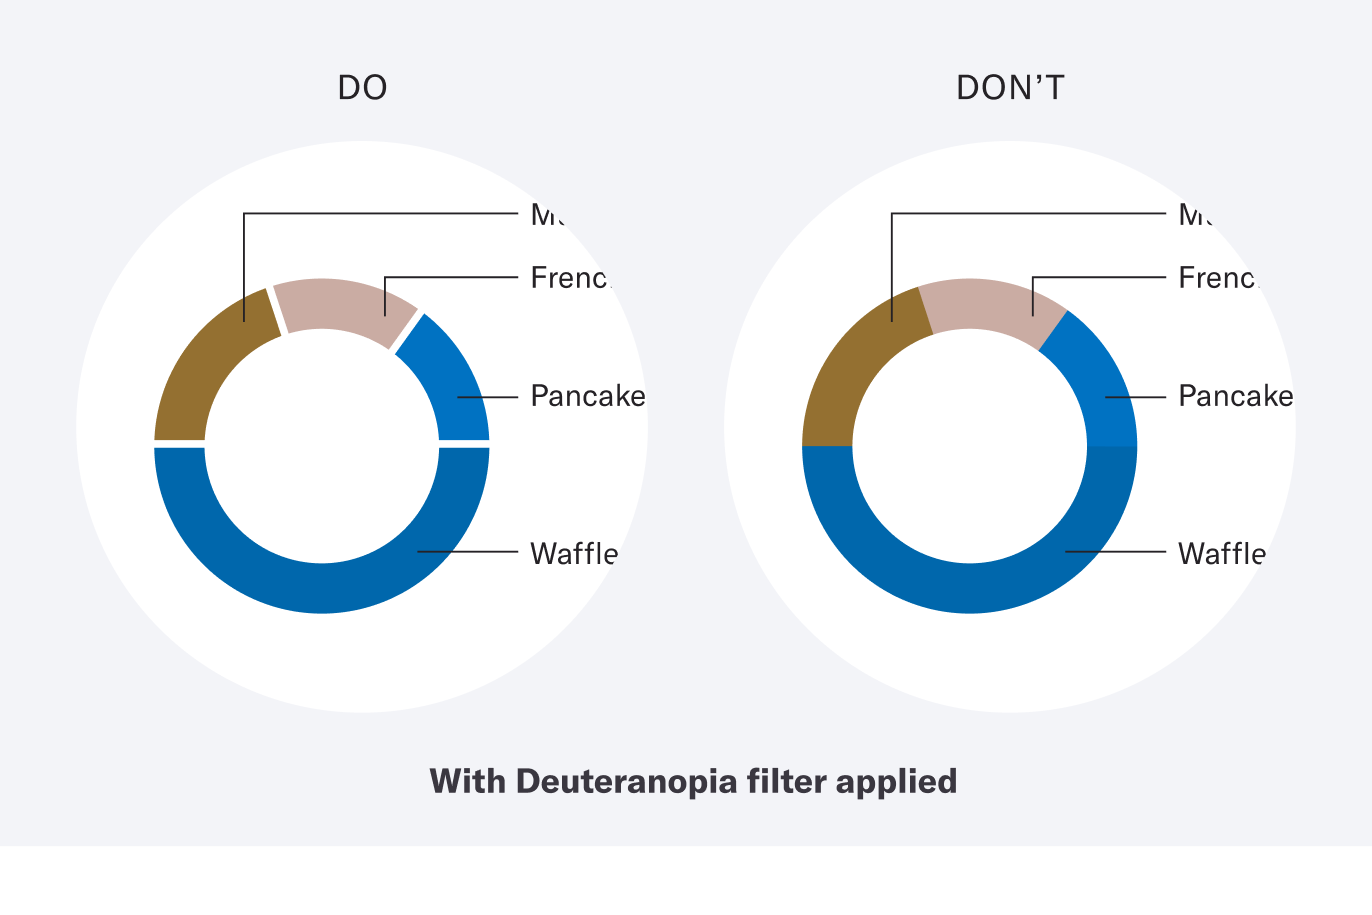 DO
DON’T
Pancake
Waffle
Pancake
Waffle
With Deuteranopia filter applied